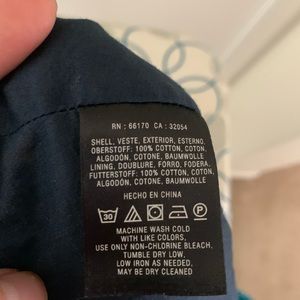 RN : 66170 CA : 32054
SHELL, VESTE, EXTERIOR, ESTERNO,
OBERSTOFF: 100% COTTON, COTON,
ALGODÓN, COTONE, BAUMWOLLE
LINING, DOUBLURE, FORRO, FODERA,
FUTTERSTOFF: 100% COTTON, COTON,
ALGODÓN, COTONE, BAUMWOLLE
HECHO EN CHINA
30 P
MACHINE WASH COLD
WITH LIKE COLORS,
USE ONLY NON-CHLORINE BLEACH,
TUMBLE DRY LOW,
LOW IRON AS NEEDED,
MAY BE DRY CLEANED